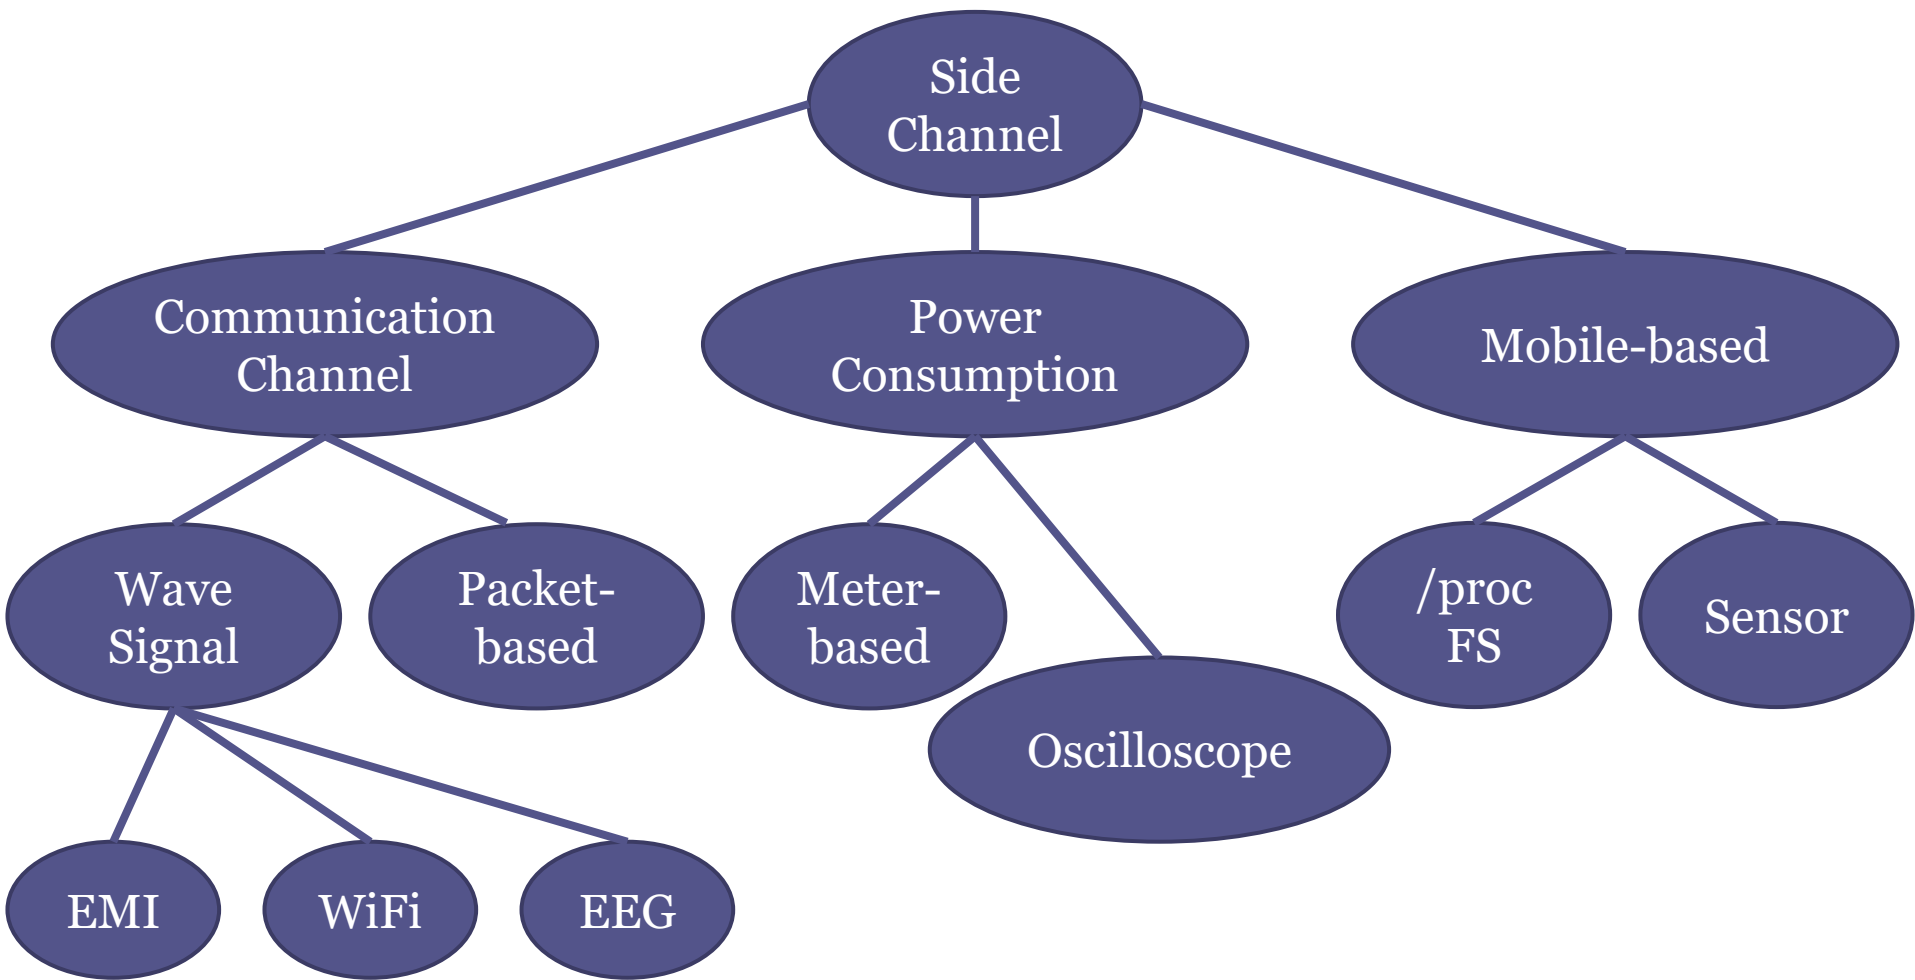 Side
Channel
Communication
Channel
Power
Consumption
Mobile-based
Wave
Signal
Packet-
based
Meter-
based
/proc
FS
Sensor
Oscilloscope
EMI
WiFi
EEG